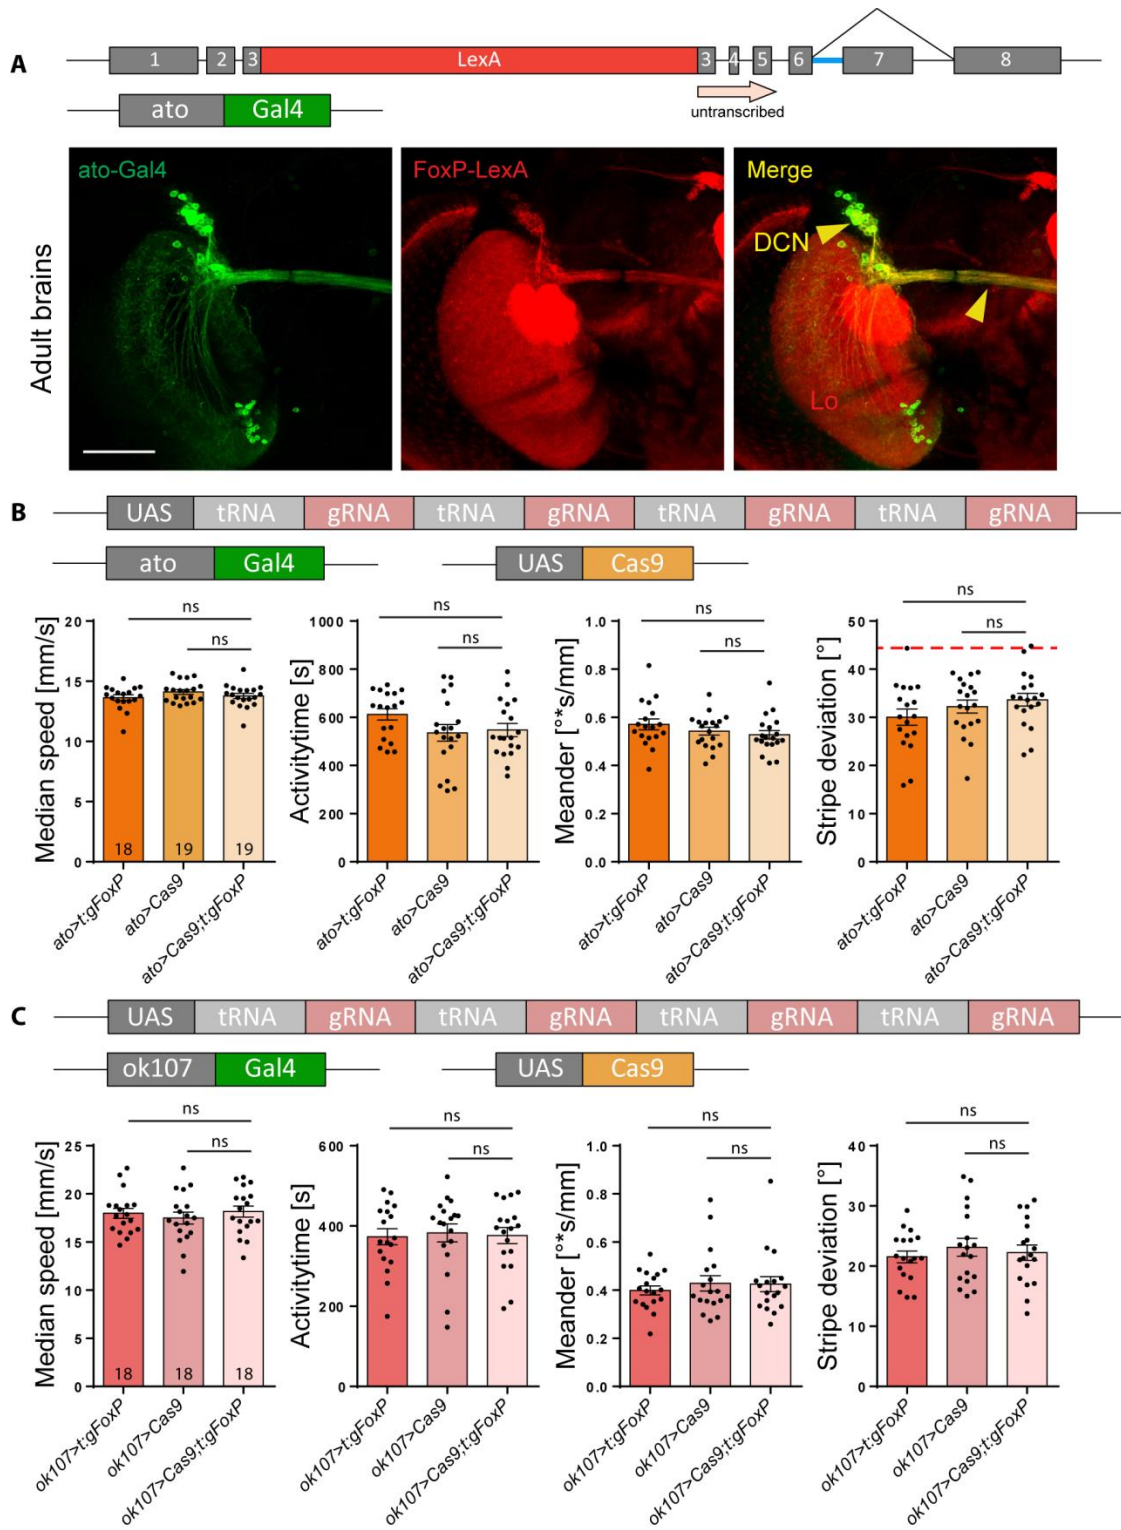 A
1 2 3 LexA 3 4 5 6 7 8
ato Gal4
untranscribed
Adult brains
ato-Gal4
FoxP-LexA
Merge
DCN
Lo
B
UAS tRNA gRNA tRNA gRNA tRNA gRNA tRNA gRNA
ato Gal4 UAS Cas9
Median speed [mm/s]
20
15
10
5
0
ns
ns
18 19 19
ato>t:gFoxP
ato>Cas9
ato>Cas9;t:gFoxP
Activitytime [s]
1000
800
600
400
200
0
ns
ns
ato>t:gFoxP
ato>Cas9
ato>Cas9;t:gFoxP
Meander [°*s/mm]
1.0
0.8
0.6
0.4
0.2
0.0
ns
ns
ato>t:gFoxP
ato>Cas9
ato>Cas9;t:gFoxP
Stripe deviation [°]
50
40
30
20
10
0
ns
ns
ato>t:gFoxP
ato>Cas9
ato>Cas9;t:gFoxP
C
UAS tRNA gRNA tRNA gRNA tRNA gRNA tRNA gRNA
ok107 Gal4 UAS Cas9
Median speed [mm/s]
25
20
15
10
5
0
ns
ns
18 18 18
ok107>t:gFoxP
ok107>Cas9
ok107>Cas9;t:gFoxP
Activitytime [s]
600
400
200
0
ns
ns
ok107>t:gFoxP
ok107>Cas9
ok107>Cas9;t:gFoxP
Meander [°*s/mm]
1.0
0.8
0.6
0.4
0.2
0.0
ns
ns
ok107>t:gFoxP
ok107>Cas9
ok107>Cas9;t:gFoxP
Stripe deviation [°]
40
30
20
10
0
ns
ns
ok107>t:gFoxP
ok107>Cas9
ok107>Cas9;t:gFoxP